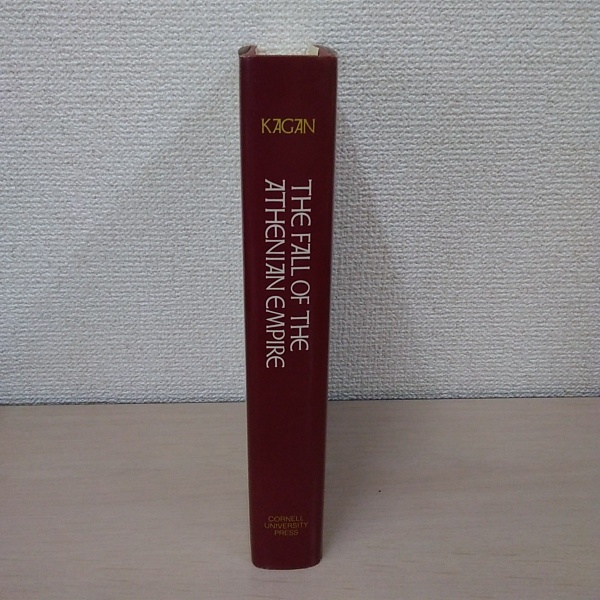 KAGAN
THE FALL OF THE
ATHENIAN EMPIRE
CORNELL
UNIVERSITY
PRESS